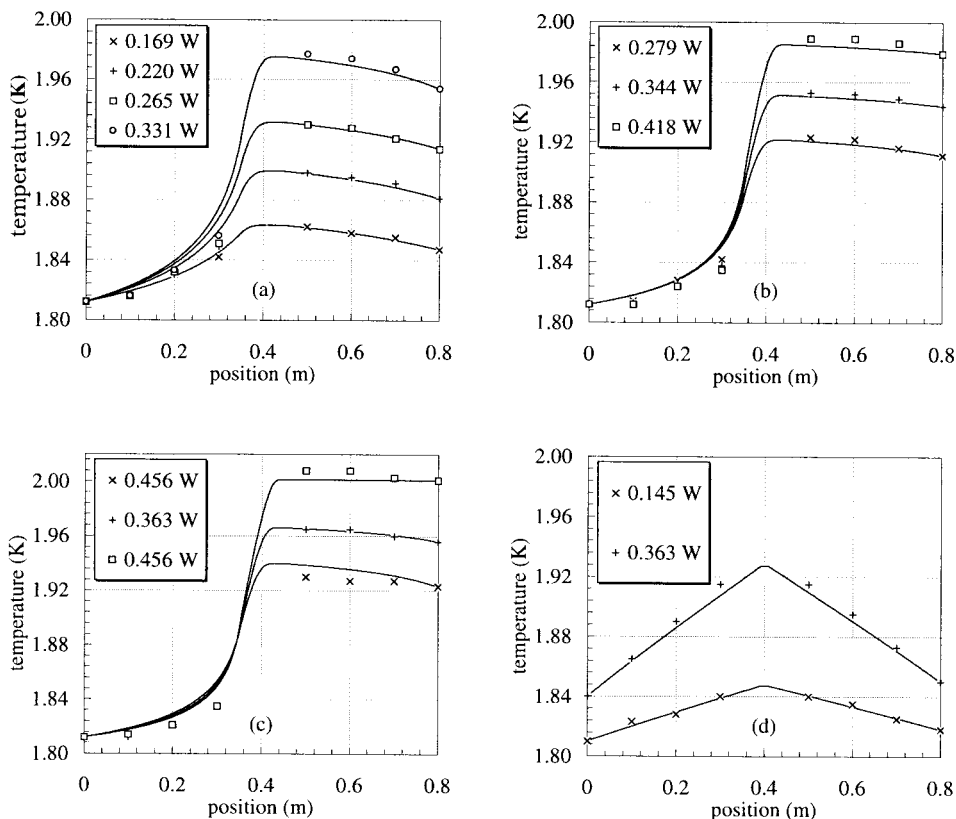 2.00
1.96
1.92
1.88
1.84
1.80
temperature (K)
× 0.169 W
+ 0.220 W
□ 0.265 W
○ 0.331 W
(a)
0 0.2 0.4 0.6 0.8
position (m)
2.00
1.96
1.92
1.88
1.84
1.80
temperature (K)
× 0.279 W
+ 0.344 W
□ 0.418 W
(b)
0 0.2 0.4 0.6 0.8
position (m)
2.00
1.96
1.92
1.88
1.84
1.80
temperature (K)
× 0.456 W
+ 0.363 W
□ 0.456 W
(c)
0 0.2 0.4 0.6 0.8
position (m)
2.00
1.96
1.92
1.88
1.84
1.80
temperature (K)
× 0.145 W
+ 0.363 W
(d)
0 0.2 0.4 0.6 0.8
position (m)